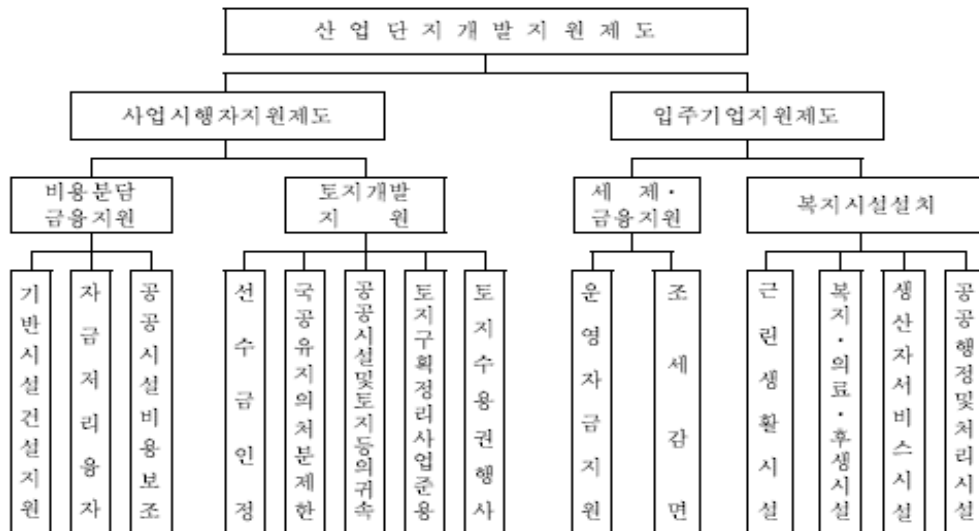 산 업 단 지 개 발 지 원 제 도
사업시행자지원제도
입주기업지원제도
비용분담
금융지원
토지개발
지 원
세 제·
금융지원
복지시설설치
기반시설건설지원
자금저리융자
공공시설비용보조
선수금인정
국공유지의처분제한
공공시설및토지등의귀속
토지구획정리사업준용
토지수용권행사
운영자금지원
조세감면
근린생활시설
복지·의료·후생시설
생산자서비스시설
공공행정및처리시설